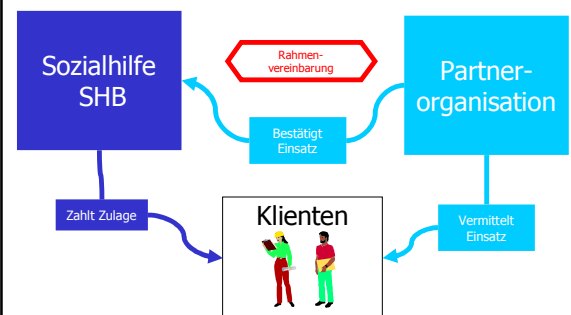 Sozialhilfe
SHB
Rahmen-
vereinbarung
Partner-
organisation
Bestätigt
Einsatz
Zahlt Zulage
Klienten
Vermittelt
Einsatz